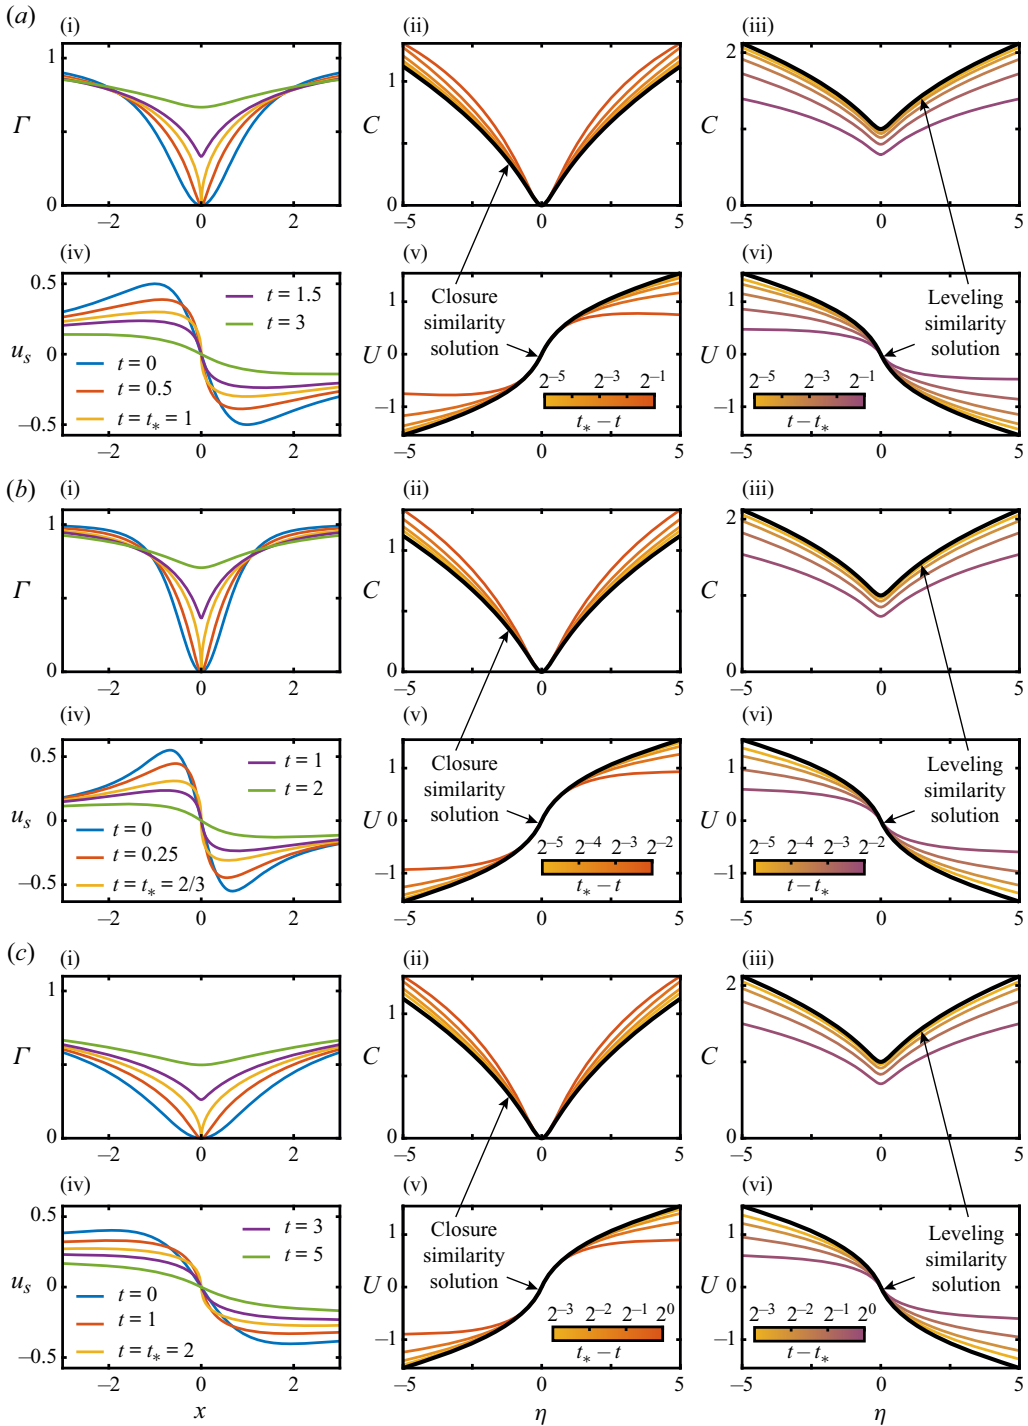 (a)
(i)
(ii)
(iii)
1
Γ
0
−2
0
2
1
C
0
−5
0
5
2
C
1
0
−5
0
5
(iv)
(v)
(vi)
0.5
u_s
0
−0.5
t = 1.5
t = 3
t = 0
t = 0.5
t = t_* = 1
−2
0
2
1
U
0
−1
Closure
similarity
solution
2^−5
2^−3
2^−1
t_* − t
−5
0
5
1
U
0
−1
Leveling
similarity
solution
2^−5
2^−3
2^−1
t − t_*
−5
0
5
(b)
(i)
(ii)
(iii)
1
Γ
0
−2
0
2
1
C
0
−5
0
5
2
C
1
0
−5
0
5
(iv)
(v)
(vi)
0.5
u_s
0
−0.5
t = 1
t = 2
t = 0
t = 0.25
t = t_* = 2/3
−2
0
2
1
U
0
−1
Closure
similarity
solution
2^−5
2^−4
2^−3
2^−2
t_* − t
−5
0
5
1
U
0
−1
Leveling
similarity
solution
2^−5
2^−4
2^−3
2^−2
t − t_*
−5
0
5
(c)
(i)
(ii)
(iii)
1
Γ
0
−2
0
2
1
C
0
−5
0
5
2
C
1
0
−5
0
5
(iv)
(v)
(vi)
0.5
u_s
0
−0.5
t = 3
t = 5
t = 0
t = 1
t = t_* = 2
−2
0
2
x
1
U
0
−1
Closure
similarity
solution
2^−3
2^−2
2^−1
2^0
t_* − t
−5
0
5
η
1
U
0
−1
Leveling
similarity
solution
2^−3
2^−2
2^−1
2^0
t − t_*
−5
0
5
η